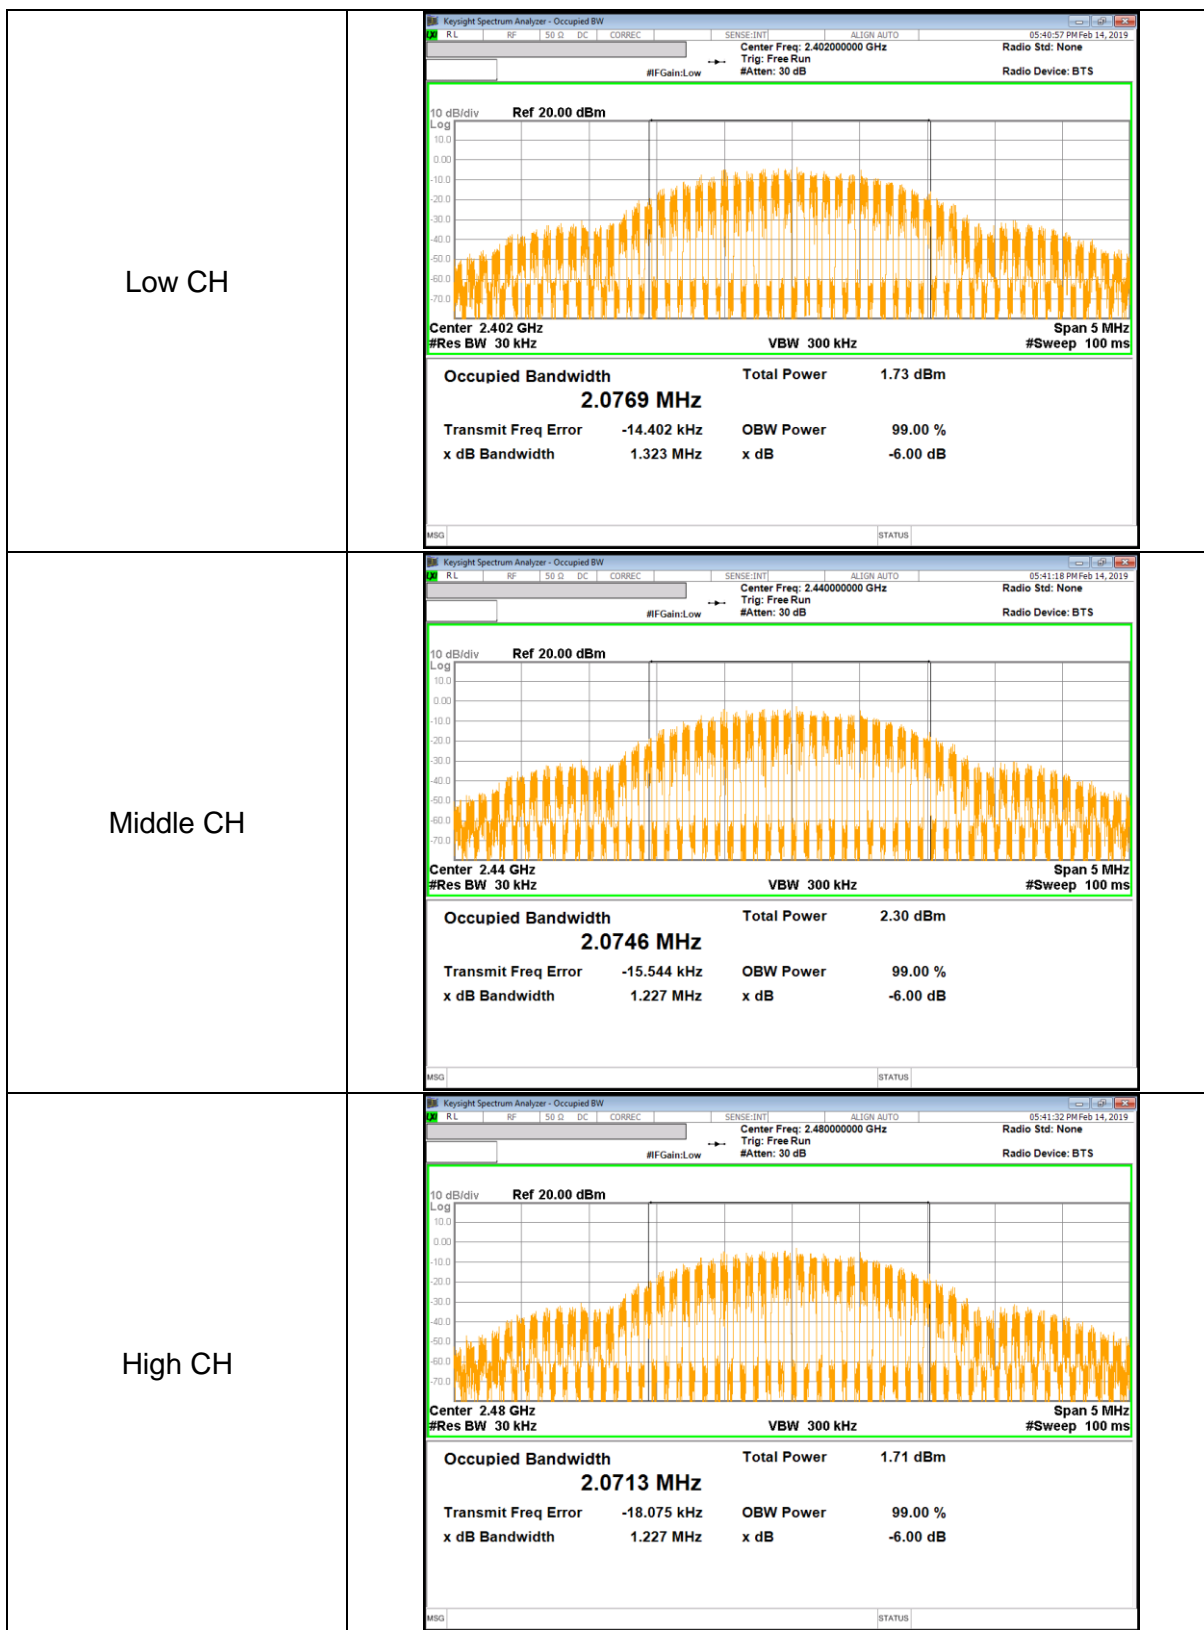 Low CH
Keysight Spectrum Analyzer - Occupied BW
LXI RL RF 50 Ω DC CORREC SENSE:INT ALIGN AUTO 05:40:57 PM Feb 14, 2019
Center Freq: 2.402000000 GHz Radio Std: None
Trig: Free Run
#IFGain:Low #Atten: 30 dB Radio Device: BTS
10 dB/div Ref 20.00 dBm
Log
10.0
0.00
-10.0
-20.0
-30.0
-40.0
-50.0
-60.0
-70.0
Center 2.402 GHz Span 5 MHz
#Res BW 30 kHz VBW 300 kHz #Sweep 100 ms
Occupied Bandwidth Total Power 1.73 dBm
2.0769 MHz
Transmit Freq Error -14.402 kHz OBW Power 99.00 %
x dB Bandwidth 1.323 MHz x dB -6.00 dB
MSG STATUS
Middle CH
Keysight Spectrum Analyzer - Occupied BW
LXI RL RF 50 Ω DC CORREC SENSE:INT ALIGN AUTO 05:41:18 PM Feb 14, 2019
Center Freq: 2.440000000 GHz Radio Std: None
Trig: Free Run
#IFGain:Low #Atten: 30 dB Radio Device: BTS
10 dB/div Ref 20.00 dBm
Log
10.0
0.00
-10.0
-20.0
-30.0
-40.0
-50.0
-60.0
-70.0
Center 2.44 GHz Span 5 MHz
#Res BW 30 kHz VBW 300 kHz #Sweep 100 ms
Occupied Bandwidth Total Power 2.30 dBm
2.0746 MHz
Transmit Freq Error -15.544 kHz OBW Power 99.00 %
x dB Bandwidth 1.227 MHz x dB -6.00 dB
MSG STATUS
High CH
Keysight Spectrum Analyzer - Occupied BW
LXI RL RF 50 Ω DC CORREC SENSE:INT ALIGN AUTO 05:41:32 PM Feb 14, 2019
Center Freq: 2.480000000 GHz Radio Std: None
Trig: Free Run
#IFGain:Low #Atten: 30 dB Radio Device: BTS
10 dB/div Ref 20.00 dBm
Log
10.0
0.00
-10.0
-20.0
-30.0
-40.0
-50.0
-60.0
-70.0
Center 2.48 GHz Span 5 MHz
#Res BW 30 kHz VBW 300 kHz #Sweep 100 ms
Occupied Bandwidth Total Power 1.71 dBm
2.0713 MHz
Transmit Freq Error -18.075 kHz OBW Power 99.00 %
x dB Bandwidth 1.227 MHz x dB -6.00 dB
MSG STATUS